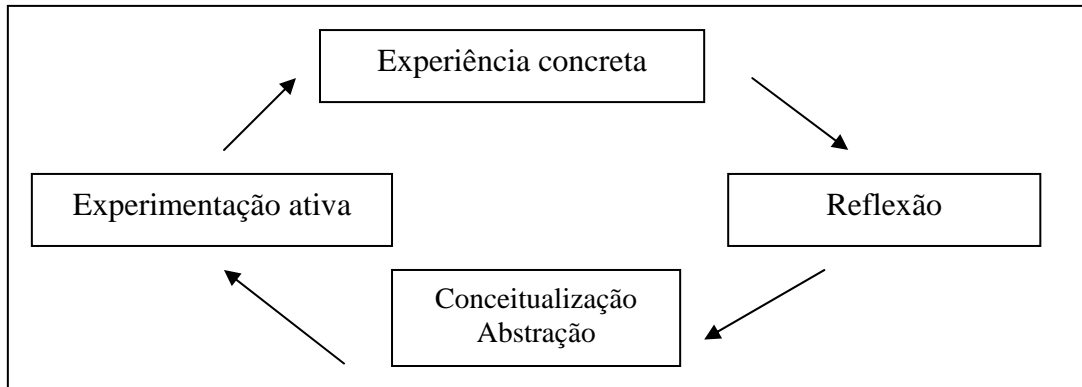 Experiência concreta
Experimentação ativa
Reflexão
Conceitualização
Abstração